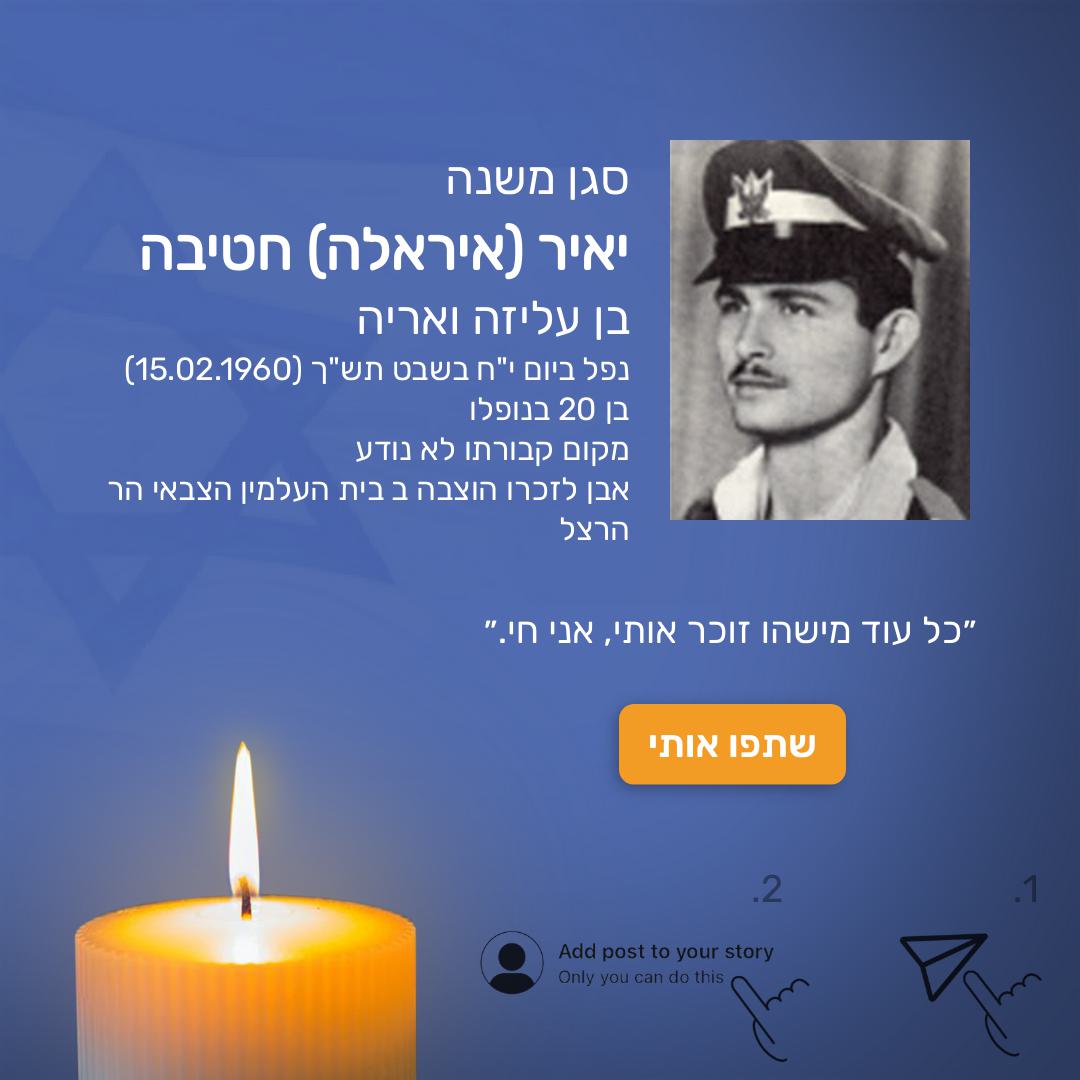 סגן משנה
יאיר (איראלה) חטיבה
בן עליזה ואריה
נפל ביום י"ח בשבט תש"ך (15.02.1960)
בן 20 בנופלו
מקום קבורתו לא נודע
אבן לזכרו הוצבה ב בית העלמין הצבאי הר
הרצל
״כל עוד מישהו זוכר אותי, אני חי.״
שתפו אותי
1.
2.
Add post to your story
Only you can do this